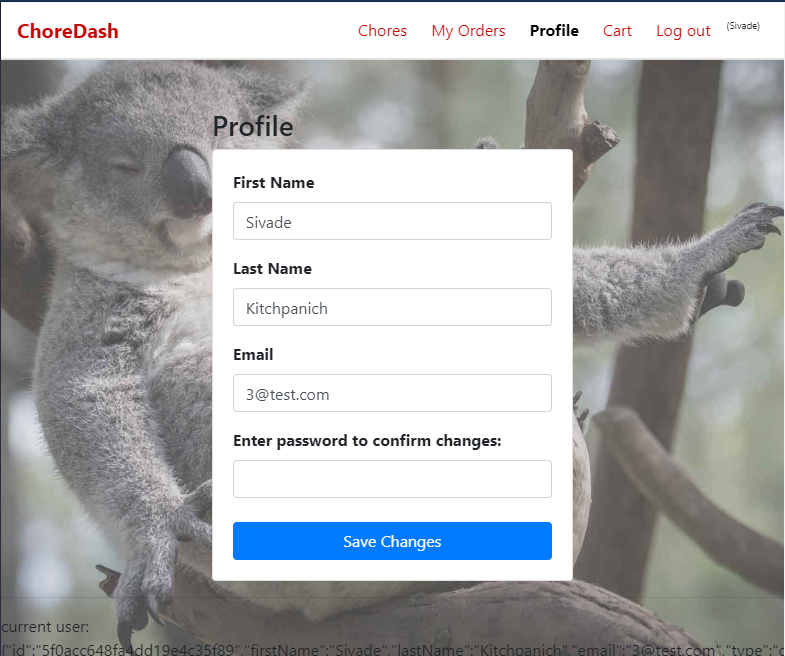 ChoreDash
Chores My Orders Profile Cart Log out (Sivade)
Profile
First Name
Sivade
Last Name
Kitchpanich
Email
3@test.com
Enter password to confirm changes:
Save Changes
current user:
{"id":"5f0acc648fa4dd19e4c35f89","firstName":"Sivade","lastName":"Kitchpanich","email":"3@test.com","type":"c